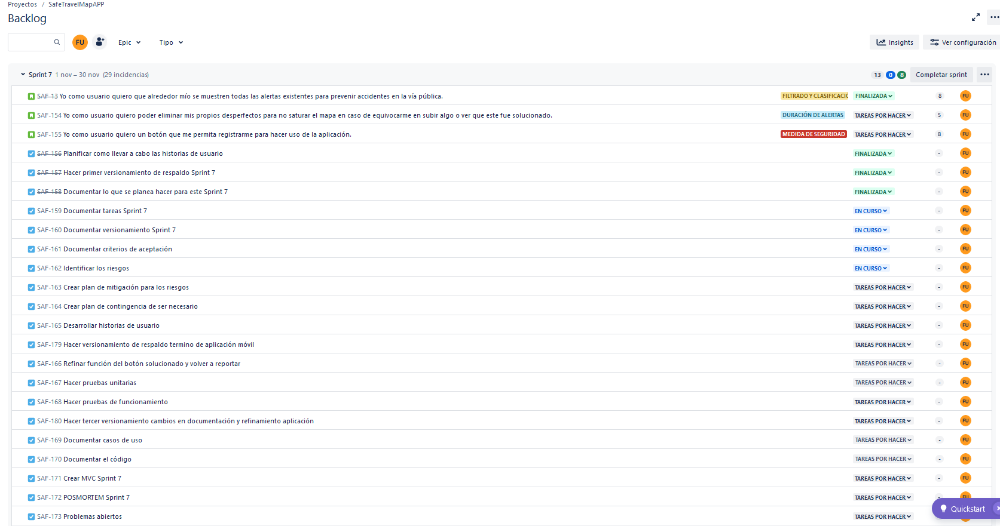 Proyectos / SafeTravelMapAPP
Backlog
FU Epic Tipo Insights Ver configuración
Sprint 7 1 nov – 30 nov (29 incidencias) 13 0 8 Completar sprint
SAF-13 Yo como usuario quiero que alrededor mío se muestren todas las alertas existentes para prevenir accidentes en la vía pública. FILTRADO Y CLASIFICACIÓ FINALIZADA 8 FU
SAF-154 Yo como usuario quiero poder eliminar mis propios desperfectos para no saturar el mapa en caso de equivocarme en subir algo o ver que este fue solucionado. DURACIÓN DE ALERTAS TAREAS POR HACER 5 FU
SAF-155 Yo como usuario quiero un botón que me permita registrarme para hacer uso de la aplicación. MEDIDA DE SEGURIDAD TAREAS POR HACER 8 FU
SAF-156 Planificar como llevar a cabo las historias de usuario FINALIZADA - FU
SAF-157 Hacer primer versionamiento de respaldo Sprint 7 FINALIZADA - FU
SAF-158 Documentar lo que se planea hacer para este Sprint 7 FINALIZADA - FU
SAF-159 Documentar tareas Sprint 7 EN CURSO - FU
SAF-160 Documentar versionamiento Sprint 7 EN CURSO - FU
SAF-161 Documentar criterios de aceptación EN CURSO - FU
SAF-162 Identificar los riesgos EN CURSO - FU
SAF-163 Crear plan de mitigación para los riesgos TAREAS POR HACER - FU
SAF-164 Crear plan de contingencia de ser necesario TAREAS POR HACER - FU
SAF-165 Desarrollar historias de usuario TAREAS POR HACER - FU
SAF-179 Hacer versionamiento de respaldo termino de aplicación móvil TAREAS POR HACER - FU
SAF-166 Refinar función del botón solucionado y volver a reportar TAREAS POR HACER - FU
SAF-167 Hacer pruebas unitarias TAREAS POR HACER - FU
SAF-168 Hacer pruebas de funcionamiento TAREAS POR HACER - FU
SAF-180 Hacer tercer versionamiento cambios en documentación y refinamiento aplicación TAREAS POR HACER - FU
SAF-169 Documentar casos de uso TAREAS POR HACER - FU
SAF-170 Documentar el código TAREAS POR HACER - FU
SAF-171 Crear MVC Sprint 7 TAREAS POR HACER - FU
SAF-172 POSMORTEM Sprint 7 TAREAS POR HACER - FU
Quickstart
SAF-173 Problemas abiertos TAREAS POR HACER